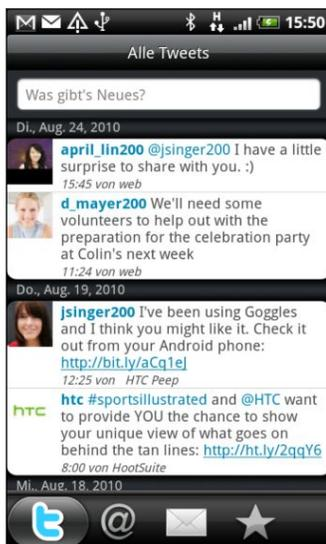 15:50
Alle Tweets
Was gibt's Neues?
Di., Aug. 24, 2010
april_lin200 @jsinger200 I have a little
surprise to share with you. :)
15:45 von web
d_mayer200 We'll need some
volunteers to help out with the
preparation for the celebration party
at Colin's next week
11:24 von web
Do., Aug. 19, 2010
jsinger200 I've been using Goggles
and I think you might like it. Check it
out from your Android phone:
http://bit.ly/aCq1eJ
12:25 von HTC Peep
htc
htc #sportsillustrated and @HTC want
to provide YOU the chance to show
your unique view of what goes on
behind the tan lines: http://ht.ly/2qqY6
8:00 von HootSuite
Mi., Aug. 18, 2010